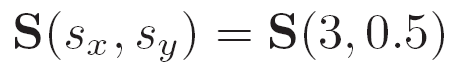 S(s_x, s_y) = S(3, 0.5)